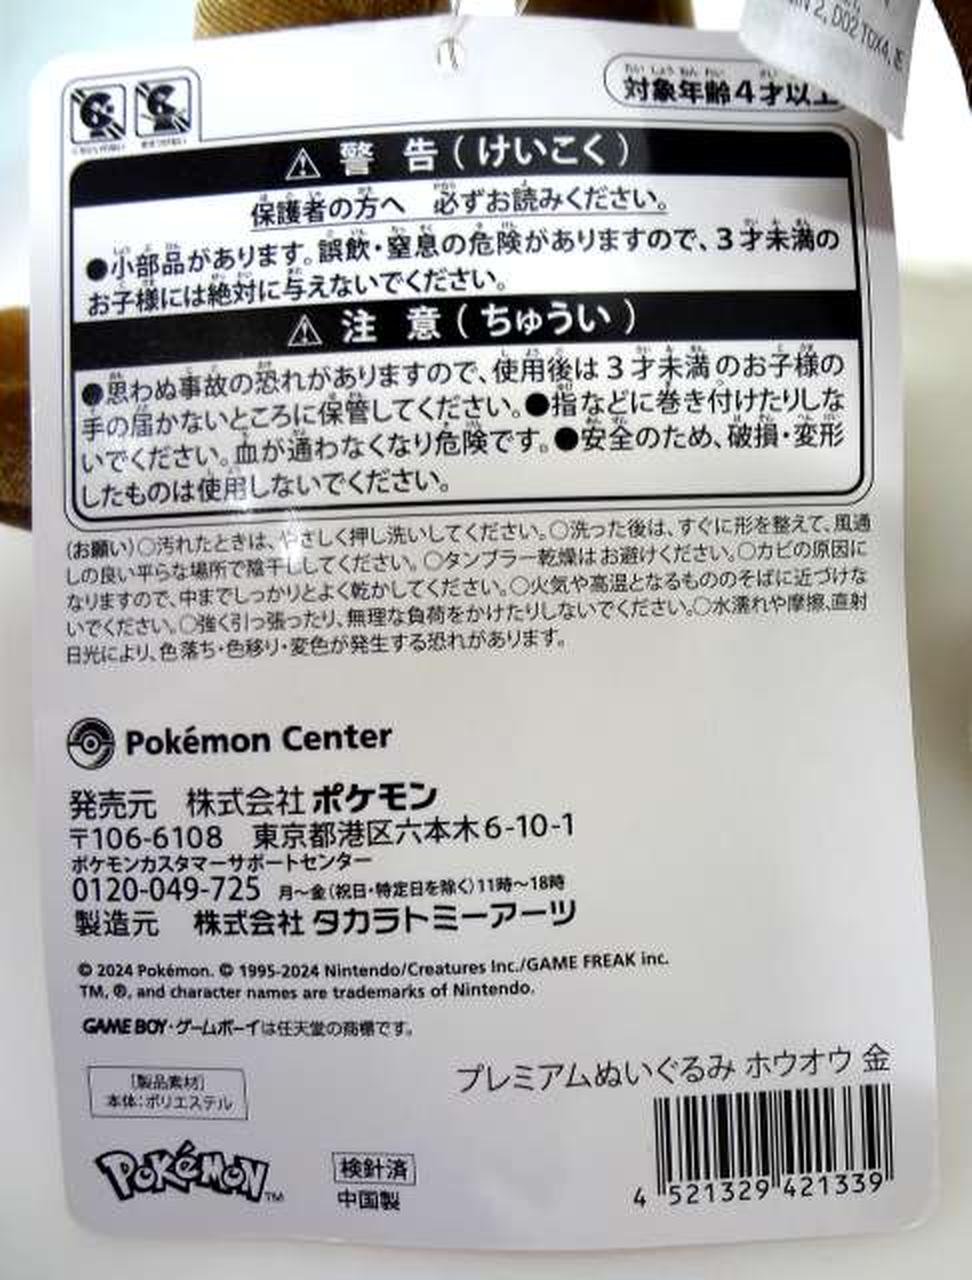 MIN 2, D02 TOX4, IE
対象年齢4才以上
警 告(けいこく)
保護者の方へ 必ずお読みください。
●小部品があります。誤飲・窒息の危険がありますので、3才未満の
お子様には絶対に与えないでください。
注 意(ちゅうい)
●思わぬ事故の恐れがありますので、使用後は3才未満のお子様の
手の届かないところに保管してください。●指などに巻き付けたりしな
いでください。血が通わなくなり危険です。●安全のため、破損・変形
したものは使用しないでください。
(お願い)○汚れたときは、やさしく押し洗いしてください。○洗った後は、すぐに形を整えて、風通
しの良い平らな場所で陰干ししてください。○タンブラー乾燥はお避けください。○カビの原因に
なりますので、中までしっかりとよく乾かしてください。○火気や高温となるもののそばに近づけな
いでください。○強く引っ張ったり、無理な負荷をかけたりしないでください。○水濡れや摩擦、直射
日光により、色落ち・色移り・変色が発生する恐れがあります。
Pokémon Center
発売元 株式会社ポケモン
〒106-6108 東京都港区六本木6-10-1
ポケモンカスタマーサポートセンター
0120-049-725 月～金(祝日・特定日を除く)11時～18時
製造元 株式会社タカラトミーアーツ
© 2024 Pokémon. © 1995-2024 Nintendo/Creatures Inc./GAME FREAK inc.
TM, ®, and character names are trademarks of Nintendo.
GAME BOY・ゲームボーイは任天堂の商標です。
プレミアムぬいぐるみ ホウオウ 金
[製品素材]
本体:ポリエステル
POKéMON TM
検針済
中国製
4 521329 421339